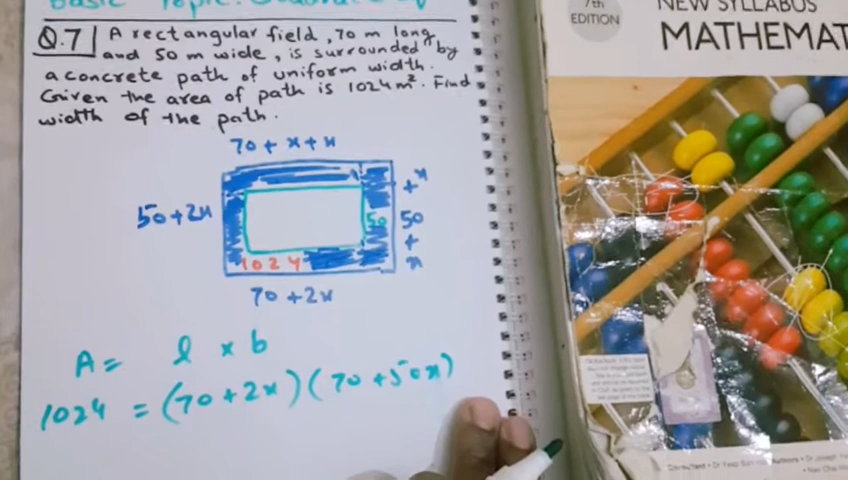 Basic Topic:
Q.7 A rectangular field, 70 m long
and 50 m wide, is surrounded by
a concrete path of uniform width.
Given the area of path is 1024 m². Find
width of the path.
70 + x + x
50+2x
+x
50
+
x
50
1024
70 +2x
A = l x b
1024 = (70+2x)(70+50x)
7th
EDITION
NEW SYLLABUS
MATHEMAT